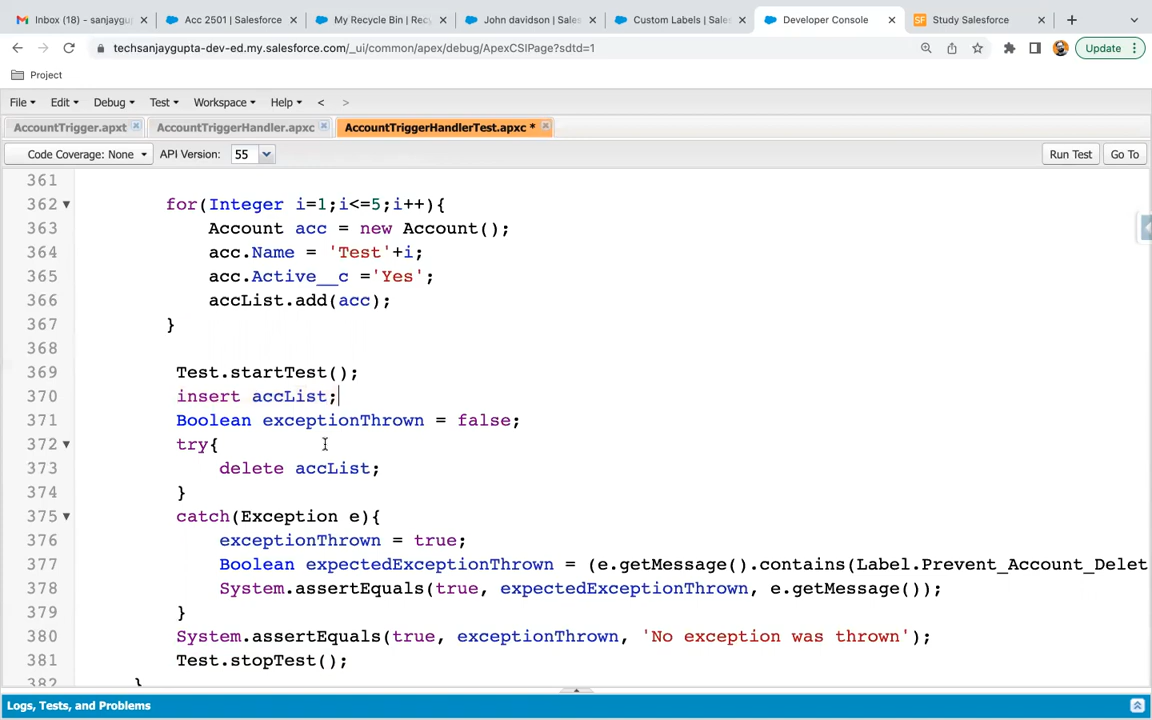 Inbox (18) - sanjaygu
Acc 2501 | Salesforce
My Recycle Bin | Rec
John davidson | Sales
Custom Labels | Sales
Developer Console
Study Salesforce
techsanjaygupta-dev-ed.my.salesforce.com/_ui/common/apex/debug/ApexCSIPage?sdtd=1
Update
Project
File Edit Debug Test Workspace Help < >
AccountTrigger.apxt AccountTriggerHandler.apxc AccountTriggerHandlerTest.apxc *
Code Coverage: None API Version: 55 Run Test Go To
361
362 for(Integer i=1;i<=5;i++){
363 Account acc = new Account();
364 acc.Name = 'Test'+i;
365 acc.Active__c ='Yes';
366 accList.add(acc);
367 }
368
369 Test.startTest();
370 insert accList;
371 Boolean exceptionThrown = false;
372 try{
373 delete accList;
374 }
375 catch(Exception e){
376 exceptionThrown = true;
377 Boolean expectedExceptionThrown = (e.getMessage().contains(Label.Prevent_Account_Delet
378 System.assertEquals(true, expectedExceptionThrown, e.getMessage());
379 }
380 System.assertEquals(true, exceptionThrown, 'No exception was thrown');
381 Test.stopTest();
382 }
Logs, Tests, and Problems